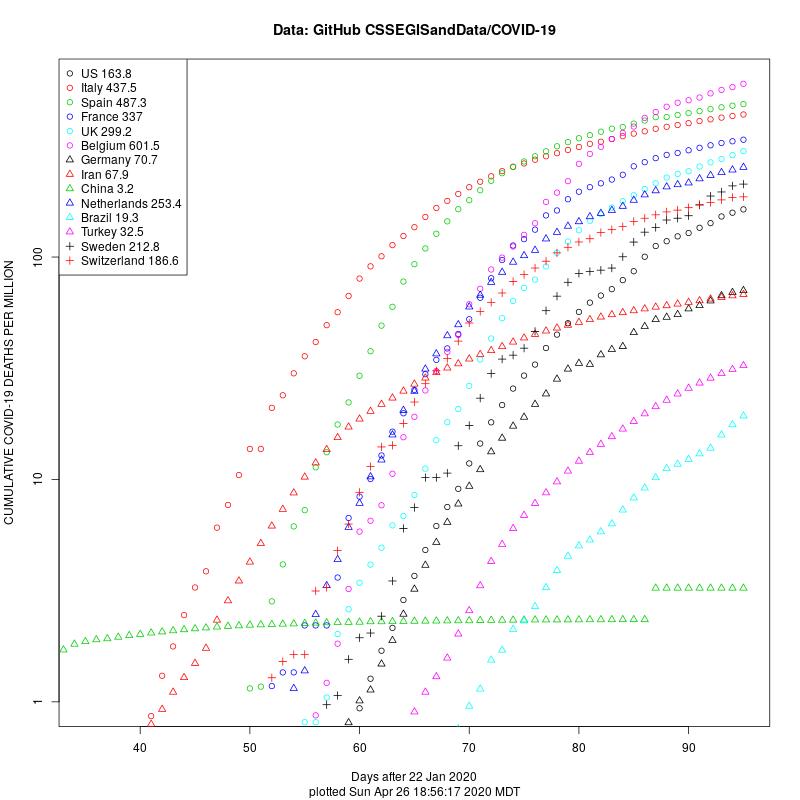 Data: GitHub CSSEGISandData/COVID-19
US 163.8
Italy 437.5
Spain 487.3
France 337
UK 299.2
Belgium 601.5
Germany 70.7
Iran 67.9
China 3.2
Netherlands 253.4
Brazil 19.3
Turkey 32.5
Sweden 212.8
Switzerland 186.6
CUMULATIVE COVID-19 DEATHS PER MILLION
100
10
1
40 50 60 70 80 90
Days after 22 Jan 2020
plotted Sun Apr 26 18:56:17 2020 MDT